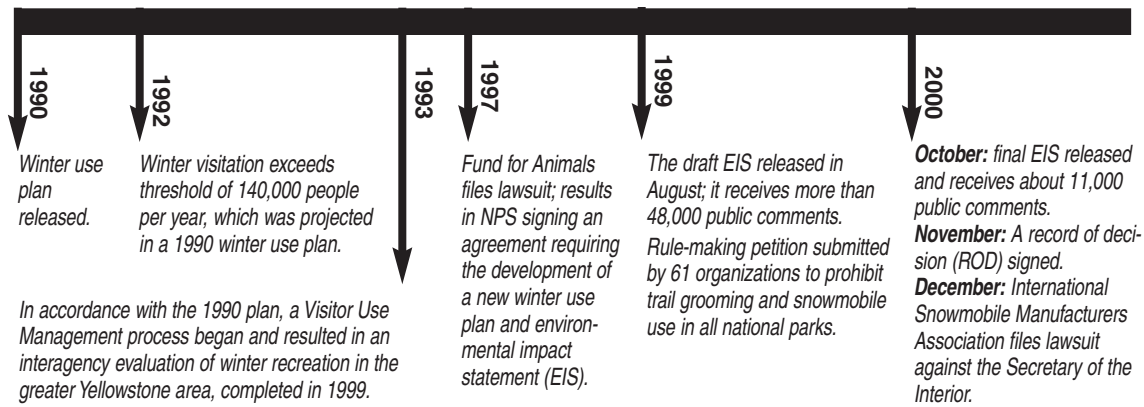 1990
Winter use
plan
released.
1992
Winter visitation exceeds
threshold of 140,000 people
per year, which was projected
in a 1990 winter use plan.
1993
In accordance with the 1990 plan, a Visitor Use
Management process began and resulted in an
interagency evaluation of winter recreation in the
greater Yellowstone area, completed in 1999.
1997
Fund for Animals
files lawsuit; results
in NPS signing an
agreement requiring
the development of
a new winter use
plan and environ-
mental impact
statement (EIS).
1999
The draft EIS released in
August; it receives more than
48,000 public comments.
Rule-making petition submitted
by 61 organizations to prohibit
trail grooming and snowmobile
use in all national parks.
2000
October: final EIS released
and receives about 11,000
public comments.
November: A record of deci-
sion (ROD) signed.
December: International
Snowmobile Manufacturers
Association files lawsuit
against the Secretary of the
Interior.